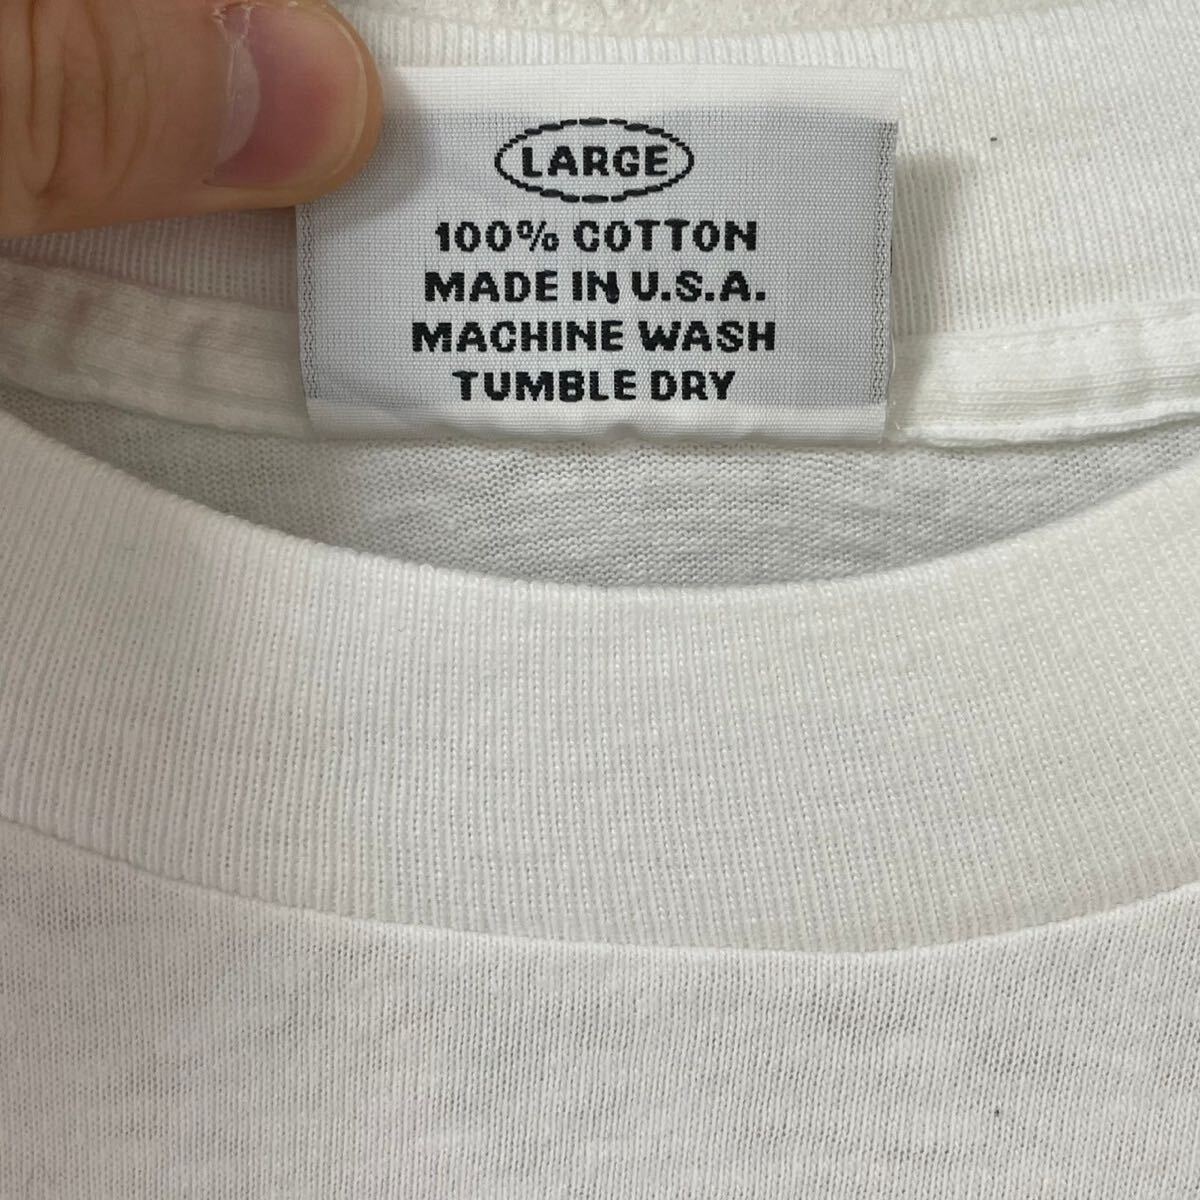 LARGE
100% COTTON
MADE IN U.S.A.
MACHINE WASH
TUMBLE DRY